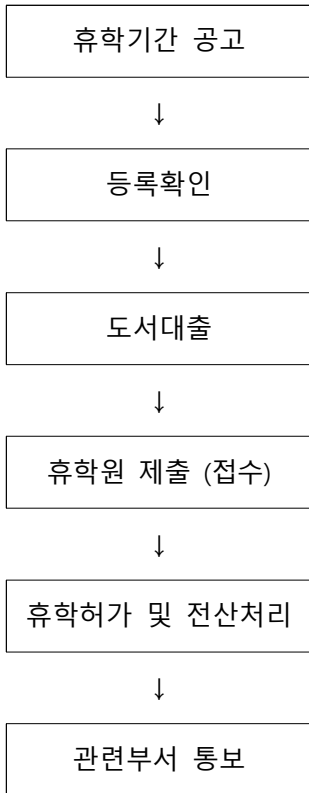 휴학기간 공고
↓
등록확인
↓
도서대출
↓
휴학원 제출 (접수)
↓
휴학허가 및 전산처리
↓
관련부서 통보